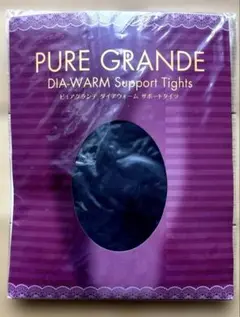 PURE GRANDE
DIA-WARM Support Tights
ピュアグランデ ダイアウォーム サポートタイツ